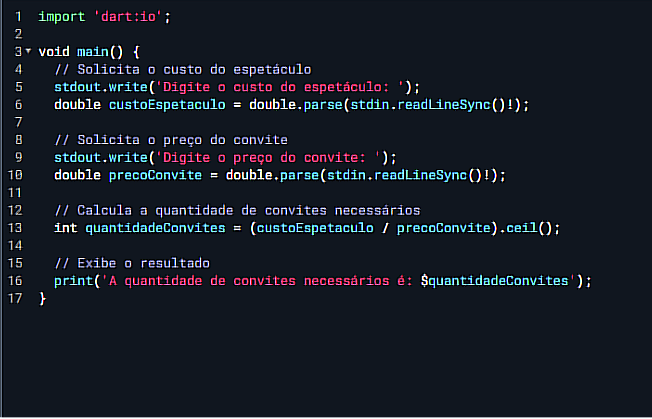 1 import 'dart:io';
2
3 void main() {
4 // Solicita o custo do espetáculo
5 stdout.write('Digite o custo do espetáculo: ');
6 double custoEspetaculo = double.parse(stdin.readLineSync()!);
7
8 // Solicita o preço do convite
9 stdout.write('Digite o preço do convite: ');
10 double precoConvite = double.parse(stdin.readLineSync()!);
11
12 // Calcula a quantidade de convites necessários
13 int quantidadeConvites = (custoEspetaculo / precoConvite).ceil();
14
15 // Exibe o resultado
16 print('A quantidade de convites necessários é: $quantidadeConvites');
17 }